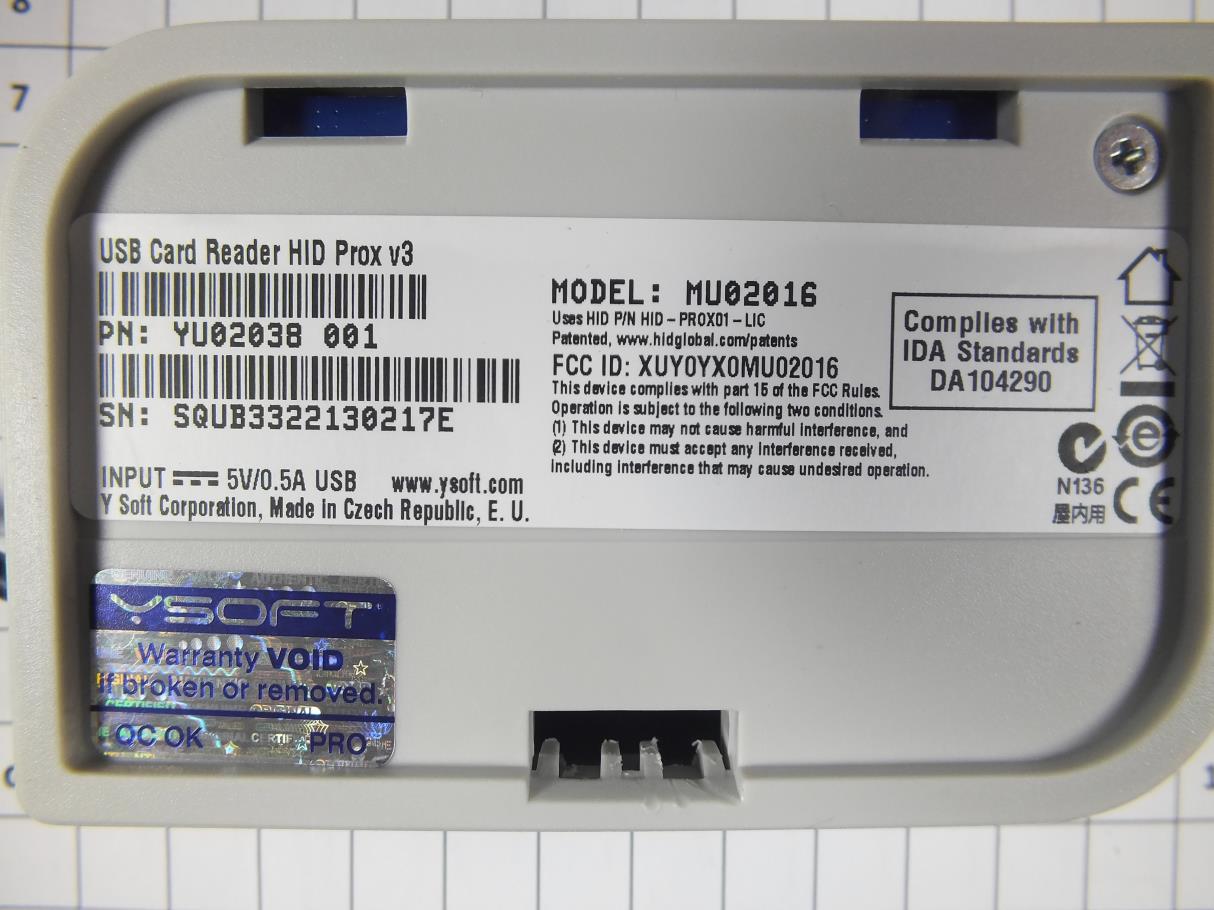 8
7
USB Card Reader HID Prox v3
PN: YU02038 001
SN: SQUB3322130217E
INPUT 5V/0.5A USB www.ysoft.com
Y Soft Corporation, Made in Czech Republic, E. U.
MODEL: MU02016
Uses HID P/N HID-PROX01-LIC
Patented, www.hidglobal.com/patents
FCC ID: XUY0YX0MU02016
This device complies with part 15 of the FCC Rules.
Operation is subject to the following two conditions.
(1) This device may not cause harmful interference, and
(2) This device must accept any interference received,
including interference that may cause undesired operation.
Complies with
IDA Standards
DA104290
e
N136
屋内用 CE
YSOFT
Warranty VOID
if broken or removed.
QC OK PRO